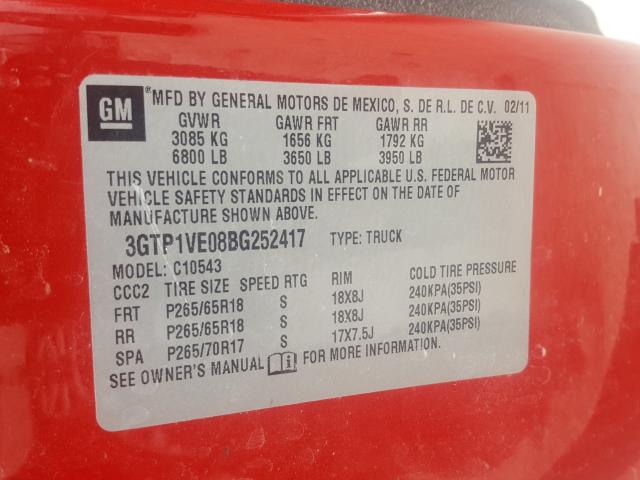 GM ® MFD BY GENERAL MOTORS DE MEXICO, S. DE R.L. DE C.V. 02/11
GVWR GAWR FRT GAWR RR
3085 KG 1656 KG 1792 KG
6800 LB 3650 LB 3950 LB
THIS VEHICLE CONFORMS TO ALL APPLICABLE U.S. FEDERAL MOTOR
VEHICLE SAFETY STANDARDS IN EFFECT ON THE DATE OF
MANUFACTURE SHOWN ABOVE.
3GTP1VE08BG252417 TYPE: TRUCK
MODEL: C10543
CCC2 TIRE SIZE SPEED RTG RIM COLD TIRE PRESSURE
FRT P265/65R18 S 18X8J 240KPA(35PSI)
RR P265/65R18 S 18X8J 240KPA(35PSI)
SPA P265/70R17 S 17X7.5J 240KPA(35PSI)
SEE OWNER'S MANUAL FOR MORE INFORMATION.